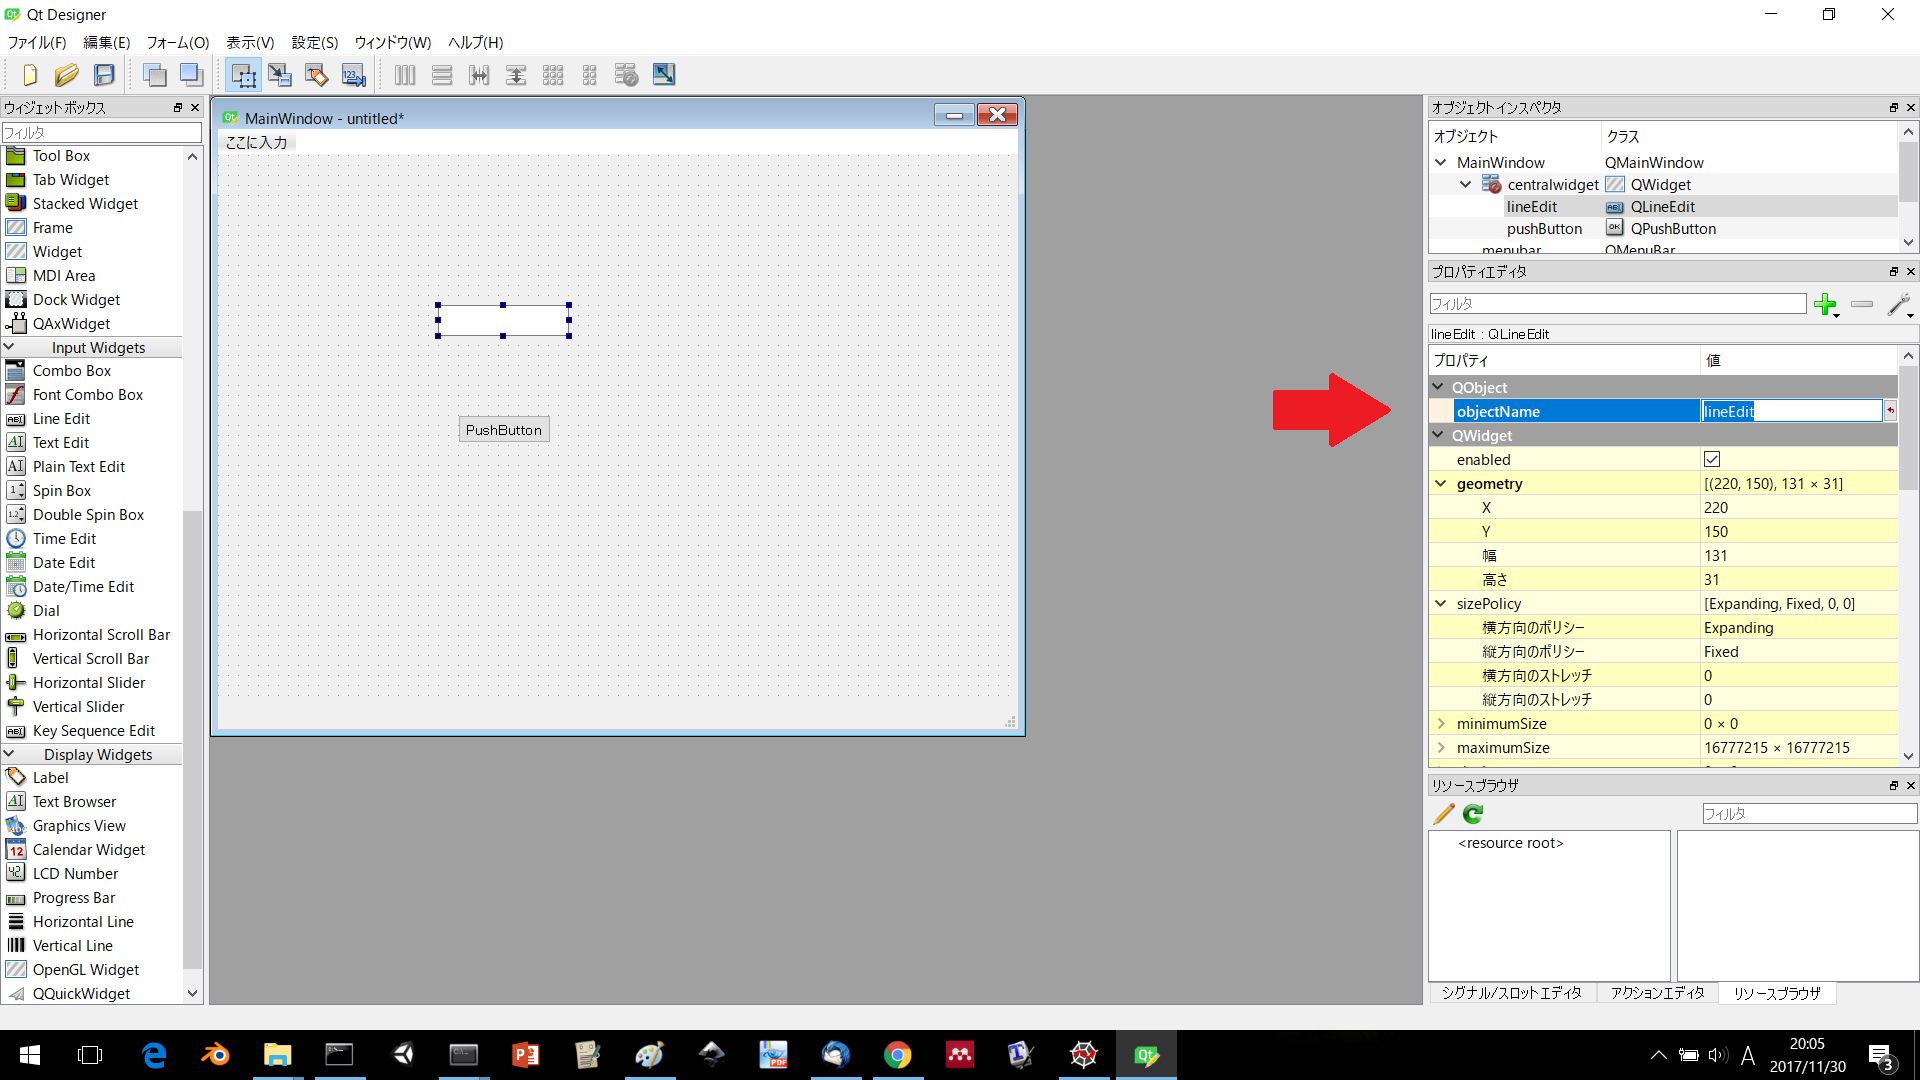 Qt Designer
ファイル(F) 編集(E) フォーム(O) 表示(V) 設定(S) ウィンドウ(W) ヘルプ(H)
ウィジェットボックス
フィルタ
Tool Box
Tab Widget
Stacked Widget
Frame
Widget
MDI Area
Dock Widget
QAxWidget
Input Widgets
Combo Box
Font Combo Box
Line Edit
Text Edit
Plain Text Edit
Spin Box
Double Spin Box
Time Edit
Date Edit
Date/Time Edit
Dial
Horizontal Scroll Bar
Vertical Scroll Bar
Horizontal Slider
Vertical Slider
Key Sequence Edit
Display Widgets
Label
Text Browser
Graphics View
Calendar Widget
LCD Number
Progress Bar
Horizontal Line
Vertical Line
OpenGL Widget
QQuickWidget
MainWindow - untitled*
ここに入力
PushButton
オブジェクトインスペクタ
オブジェクト クラス
MainWindow QMainWindow
centralwidget QWidget
lineEdit QLineEdit
pushButton QPushButton
menubar QMenuBar
プロパティエディタ
フィルタ
lineEdit : QLineEdit
プロパティ 値
QObject
objectName lineEdit
QWidget
enabled
geometry [(220, 150), 131 × 31]
X 220
Y 150
幅 131
高さ 31
sizePolicy [Expanding, Fixed, 0, 0]
横方向のポリシー Expanding
縦方向のポリシー Fixed
横方向のストレッチ 0
縦方向のストレッチ 0
minimumSize 0 × 0
maximumSize 16777215 × 16777215
リソースブラウザ
フィルタ
<resource root>
シグナル/スロットエディタ アクションエディタ リソースブラウザ
A
20:05
2017/11/30
3